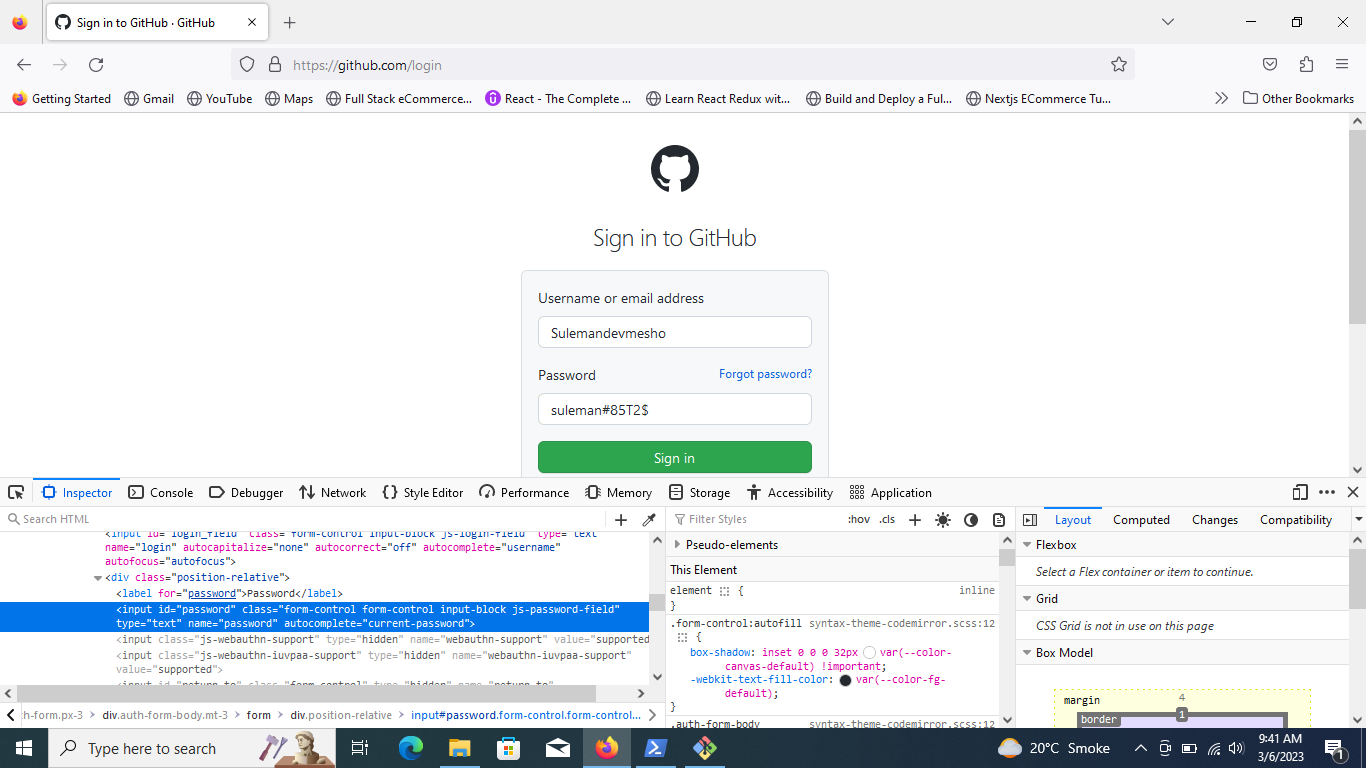 Sign in to GitHub · GitHub
https://github.com/login
Getting Started Gmail YouTube Maps Full Stack eCommerce... React - The Complete ... Learn React Redux wit... Build and Deploy a Ful... Nextjs ECommerce Tu... Other Bookmarks
Sign in to GitHub
Username or email address
Sulemandevmesho
Password Forgot password?
suleman#85T2$
Sign in
Inspector Console Debugger Network Style Editor Performance Memory Storage Accessibility Application
Search HTML
<input id="login_field" class="form-control input-block js-login-field" type="text"
name="login" autocapitalize="none" autocorrect="off" autocomplete="username"
autofocus="autofocus">
<div class="position-relative">
<label for="password">Password</label>
<input id="password" class="form-control form-control input-block js-password-field"
type="text" name="password" autocomplete="current-password">
<input class="js-webauthn-support" type="hidden" name="webauthn-support" value="supported
<input class="js-webauthn-iuvpaa-support" type="hidden" name="webauthn-iuvpaa-support"
value="supported">
<input id="return_to" class="form-control" type="hidden" name="return_to"
th-form.px-3 div.auth-form-body.mt-3 form div.position-relative input#password.form-control.form-control...
Filter Styles :hov .cls
Pseudo-elements
This Element
element { inline
}
.form-control:autofill syntax-theme-codemirror.scss:12
{
box-shadow: inset 0 0 0 32px var(--color-
canvas-default) !important;
-webkit-text-fill-color: var(--color-fg-
default);
}
.auth-form-body syntax-theme-codemirror.scss:12
Layout Computed Changes Compatibility
Flexbox
Select a Flex container or item to continue.
Grid
CSS Grid is not in use on this page
Box Model
margin 4
border 1
Type here to search
20°C Smoke
9:41 AM
3/6/2023
1